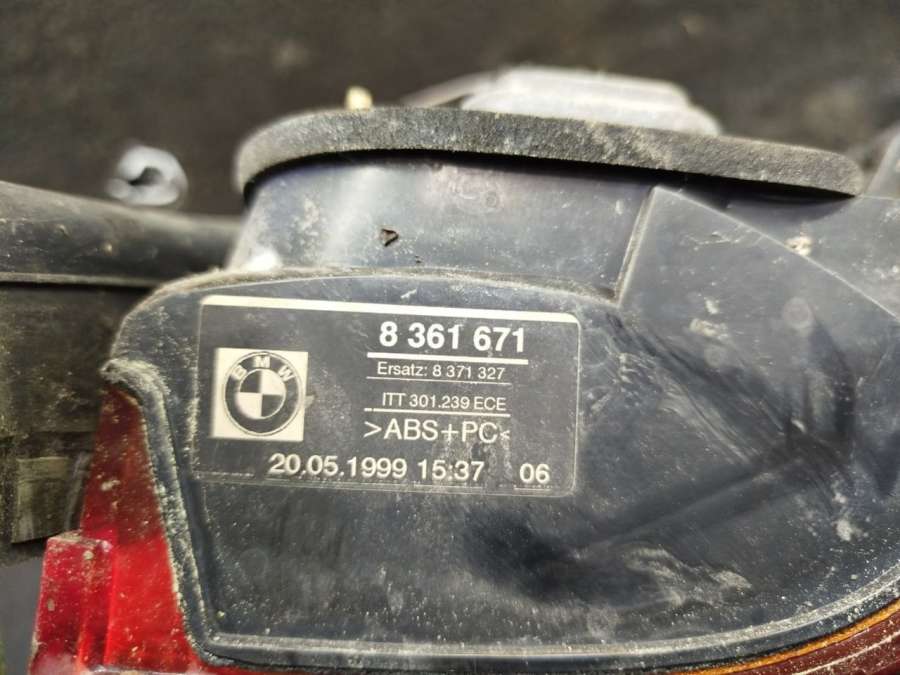 8 361 671
Ersatz: 8 371 327
BMW
ITT 301.239 ECE
>ABS+PC<
20.05.1999 15:37 06